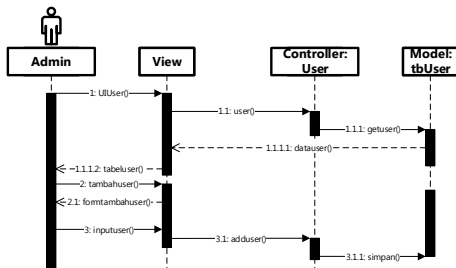 Admin
View
Controller:
User
Model:
tbUser
1: UIUser()
1.1: user()
1.1.1: getuser()
1.1.1.1: datauser()
1.1.1.2: tabeluser()
2: tambahuser()
2.1: formtambahuser()
3: inputuser()
3.1: adduser()
3.1.1: simpan()